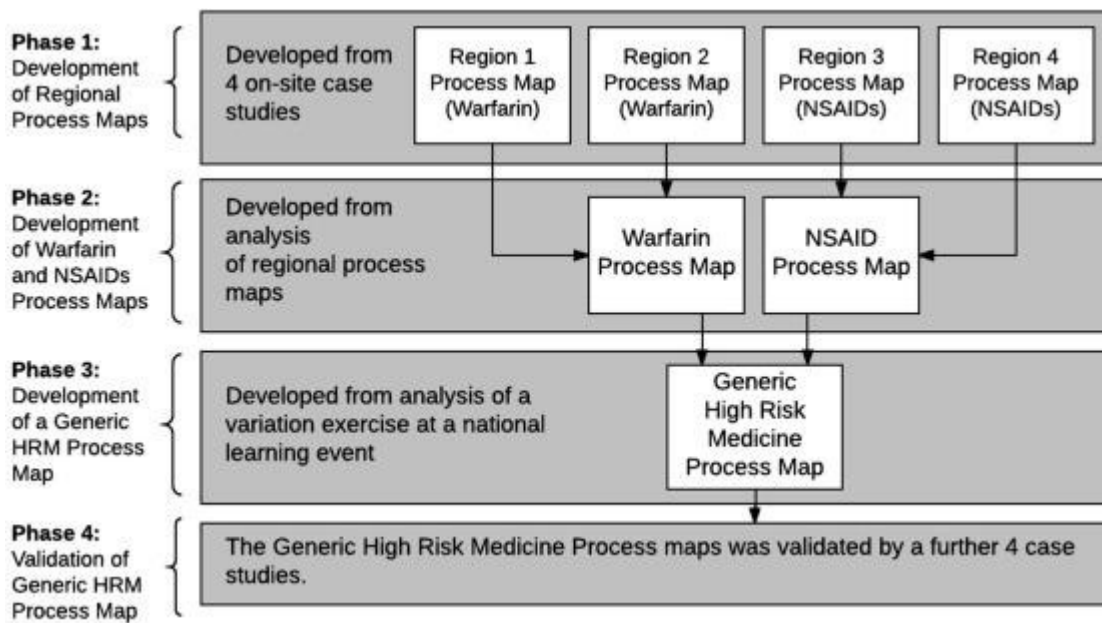 Phase 1:
Development
of Regional
Process Maps
Developed from
4 on-site case
studies
Region 1
Process Map
(Warfarin)
Region 2
Process Map
(Warfarin)
Region 3
Process Map
(NSAIDs)
Region 4
Process Map
(NSAIDs)
Phase 2:
Development
of Warfarin
and NSAIDs
Process Maps
Developed from
analysis
of regional process
maps
Warfarin
Process Map
NSAID
Process Map
Phase 3:
Development
of a Generic
HRM Process
Map
Developed from analysis of a
variation exercise at a national
learning event
Generic
High Risk
Medicine
Process Map
Phase 4:
Validation of
Generic HRM
Process Map
The Generic High Risk Medicine Process maps was validated by a further 4 case
studies.